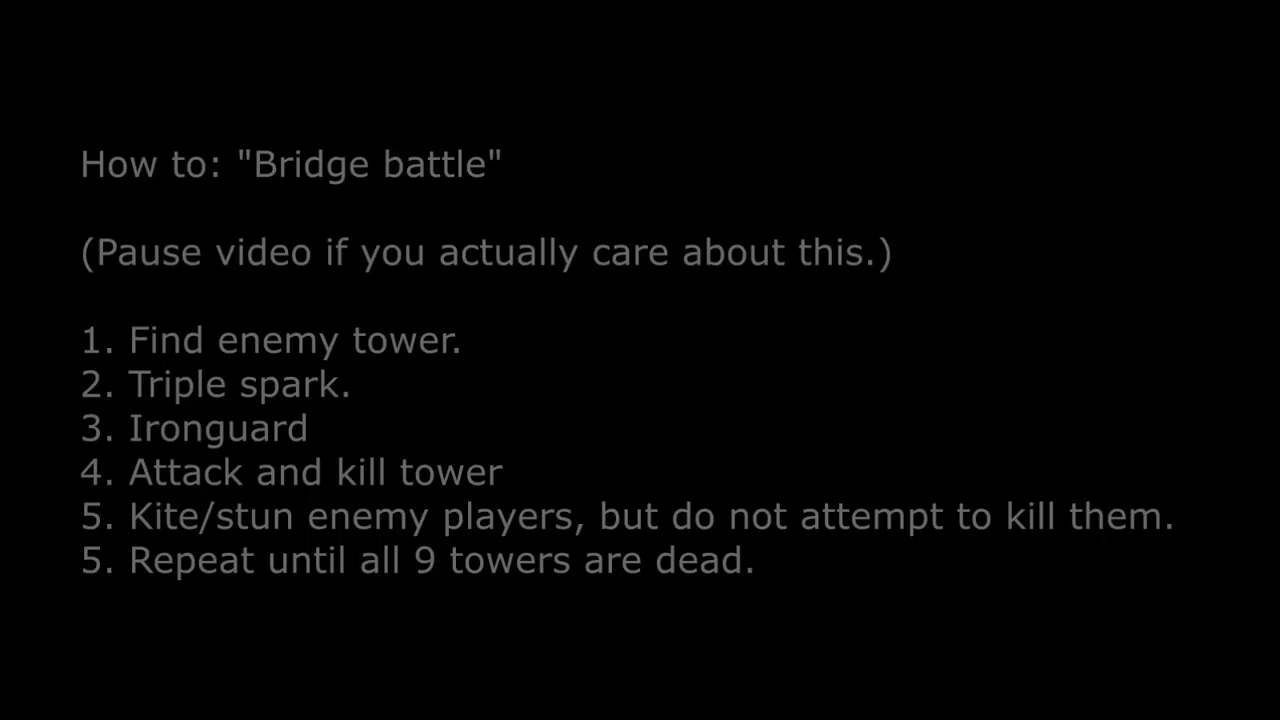 How to: "Bridge battle"
(Pause video if you actually care about this.)
1. Find enemy tower.
2. Triple spark.
3. Ironguard
4. Attack and kill tower
5. Kite/stun enemy players, but do not attempt to kill them.
5. Repeat until all 9 towers are dead.